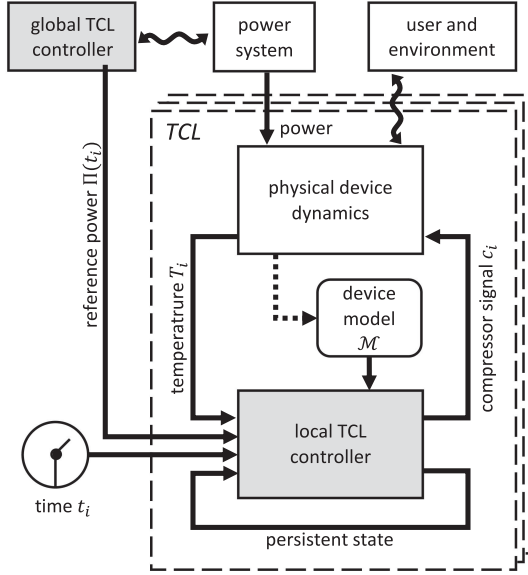 global TCL
controller
power
system
user and
environment
TCL
power
physical device
dynamics
reference power Π(tᵢ)
temperatrure Tᵢ
device
model
ℳ
compressor signal cᵢ
local TCL
controller
time tᵢ
persistent state